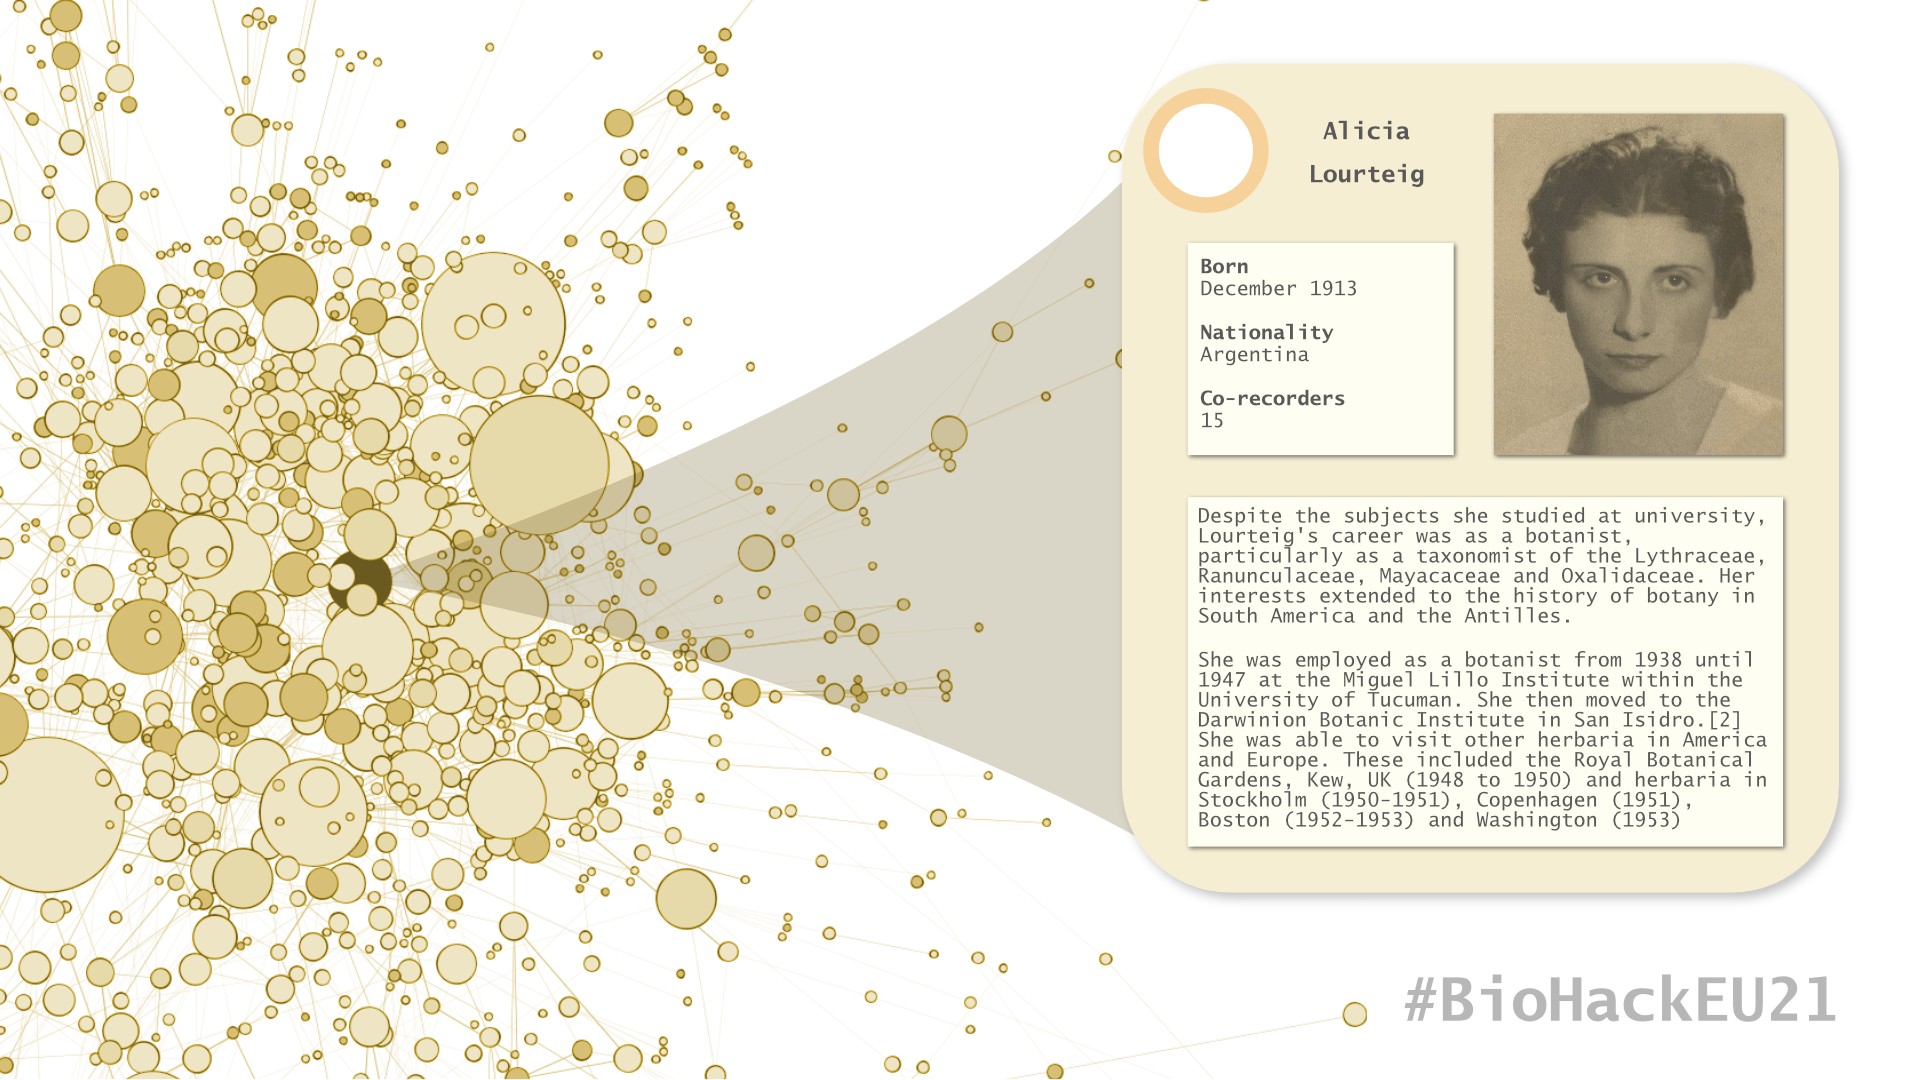 Alicia
Lourteig
Born
December 1913
Nationality
Argentina
Co-recorders
15
Despite the subjects she studied at university,
Lourteig's career was as a botanist,
particularly as a taxonomist of the Lythraceae,
Ranunculaceae, Mayacaceae and Oxalidaceae. Her
interests extended to the history of botany in
South America and the Antilles.
She was employed as a botanist from 1938 until
1947 at the Miguel Lillo Institute within the
University of Tucuman. She then moved to the
Darwinion Botanic Institute in San Isidro.[2]
She was able to visit other herbaria in America
and Europe. These included the Royal Botanical
Gardens, Kew, UK (1948 to 1950) and herbaria in
Stockholm (1950-1951), Copenhagen (1951),
Boston (1952-1953) and Washington (1953)
#BioHackEU21